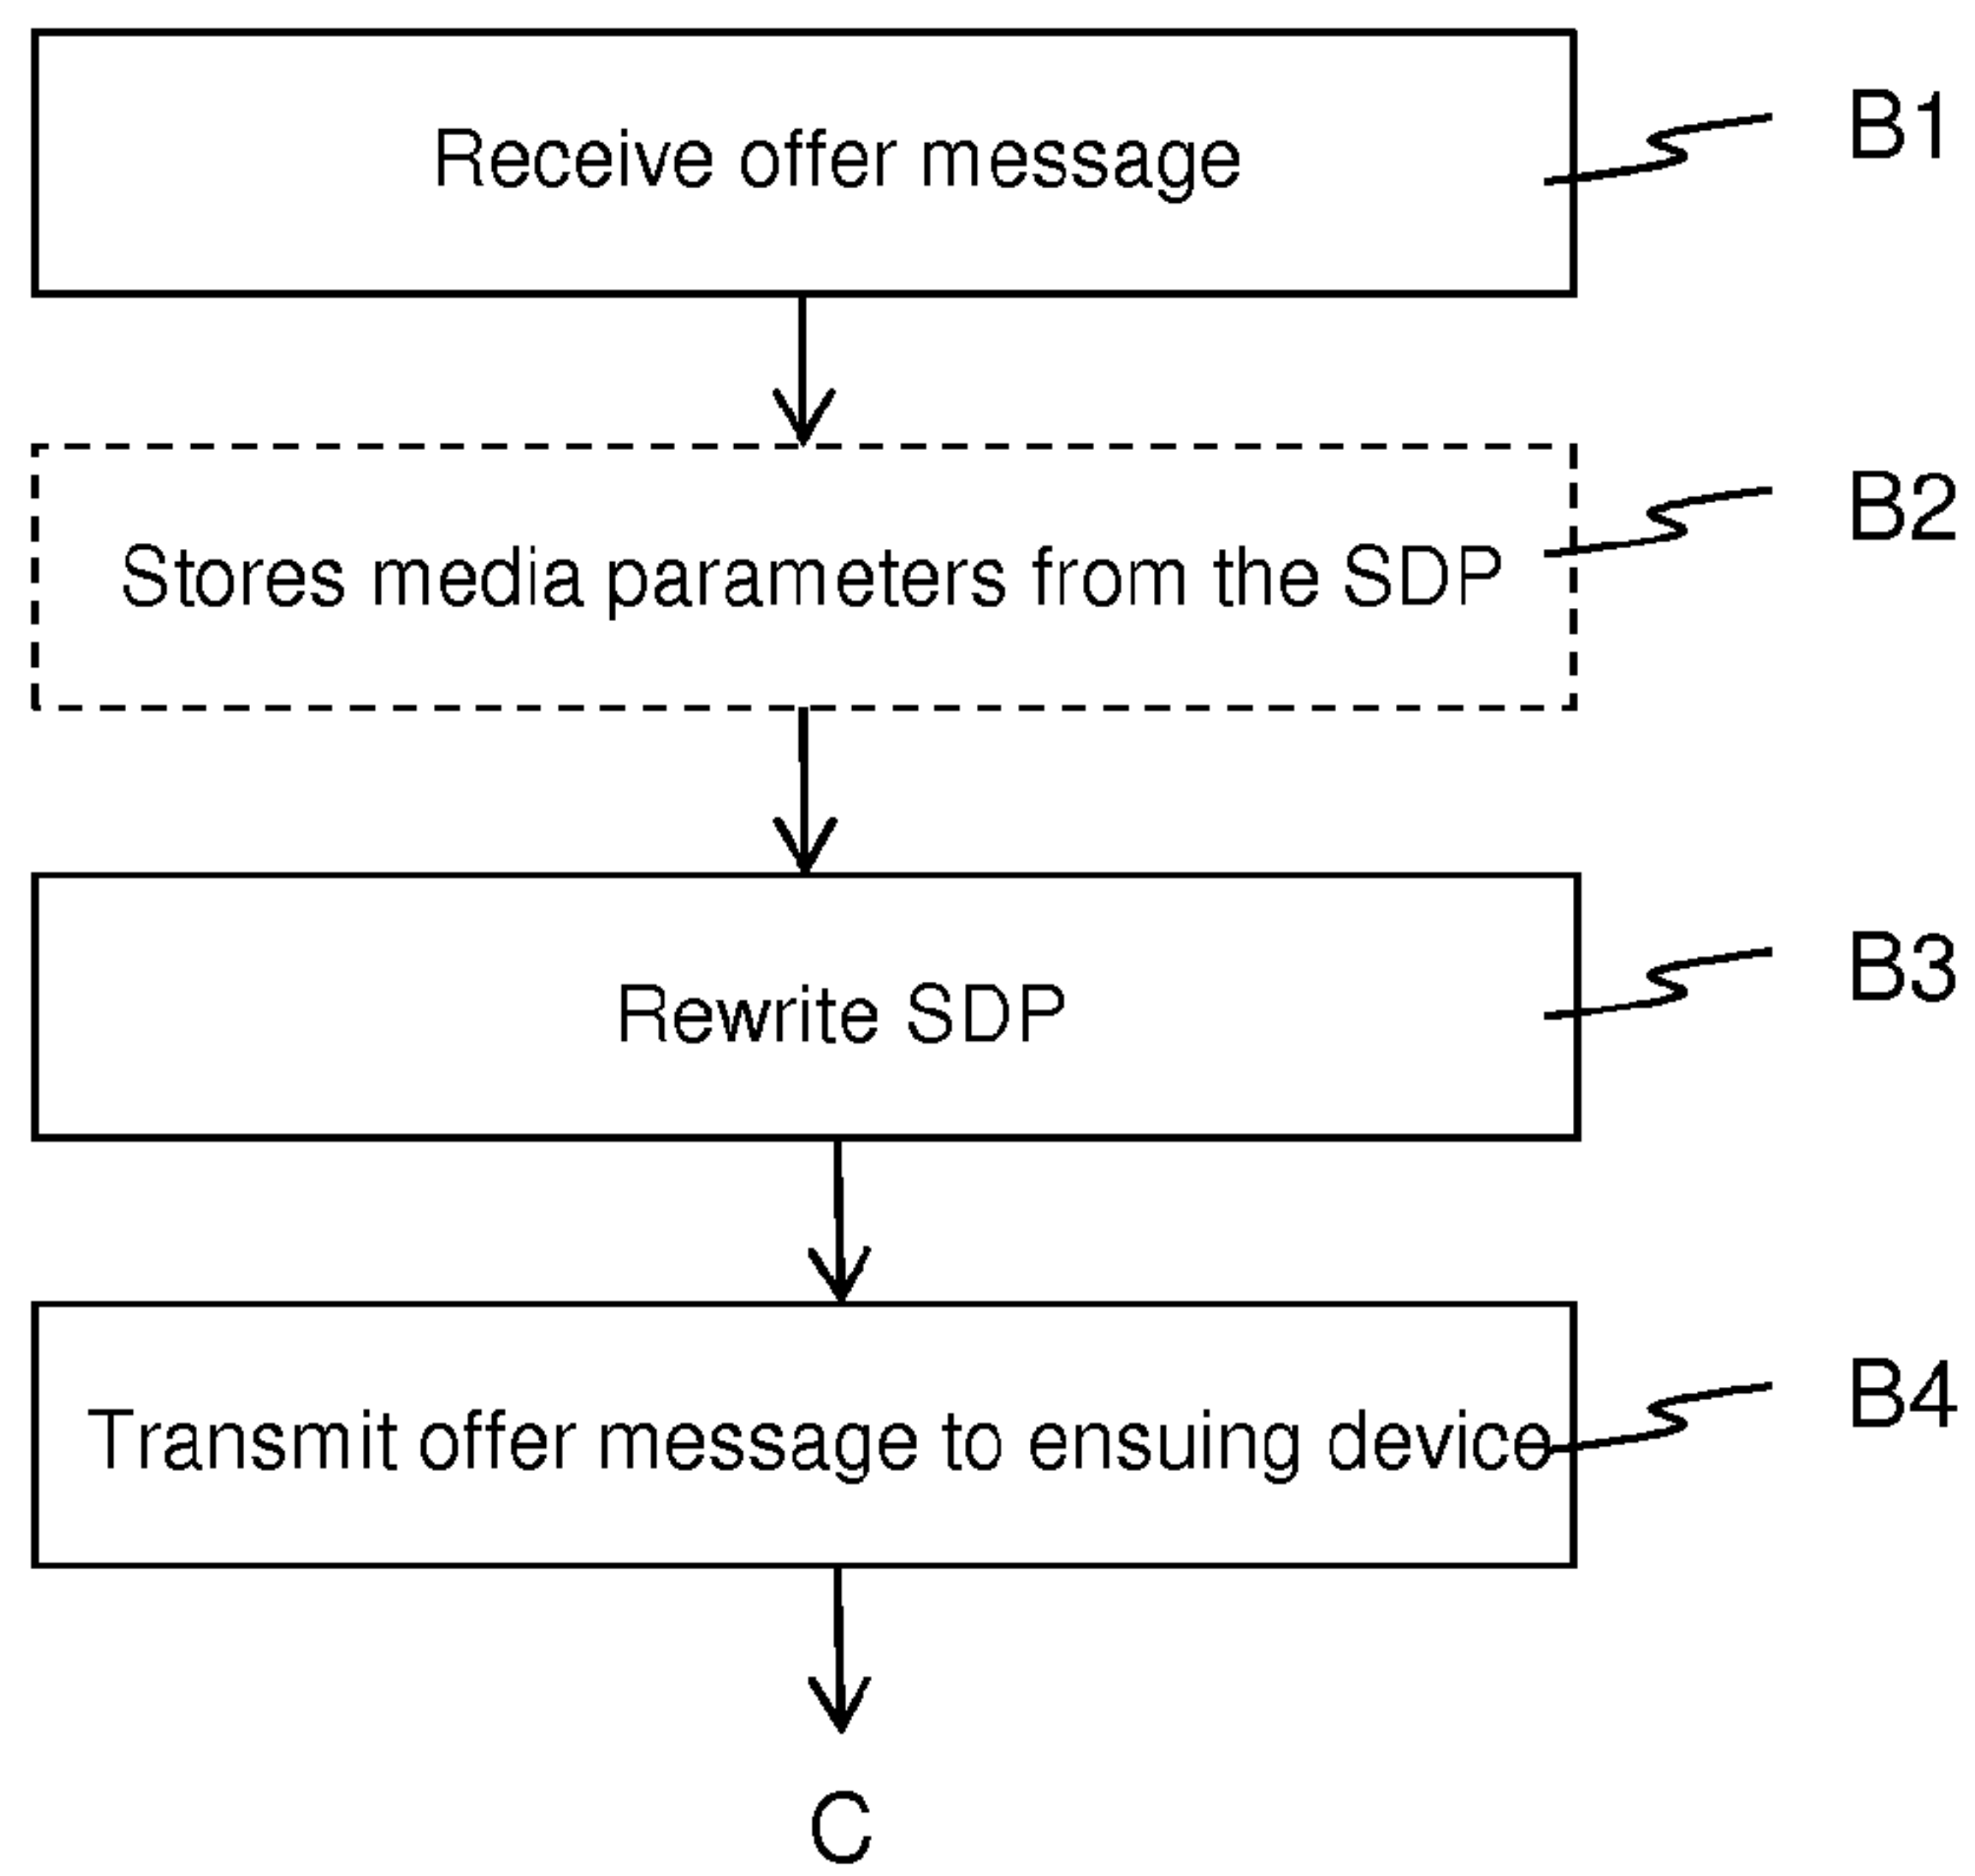 Receive offer message
B1
Stores media parameters from the SDP
B2
Rewrite SDP
B3
Transmit offer message to ensuing device
B4
C